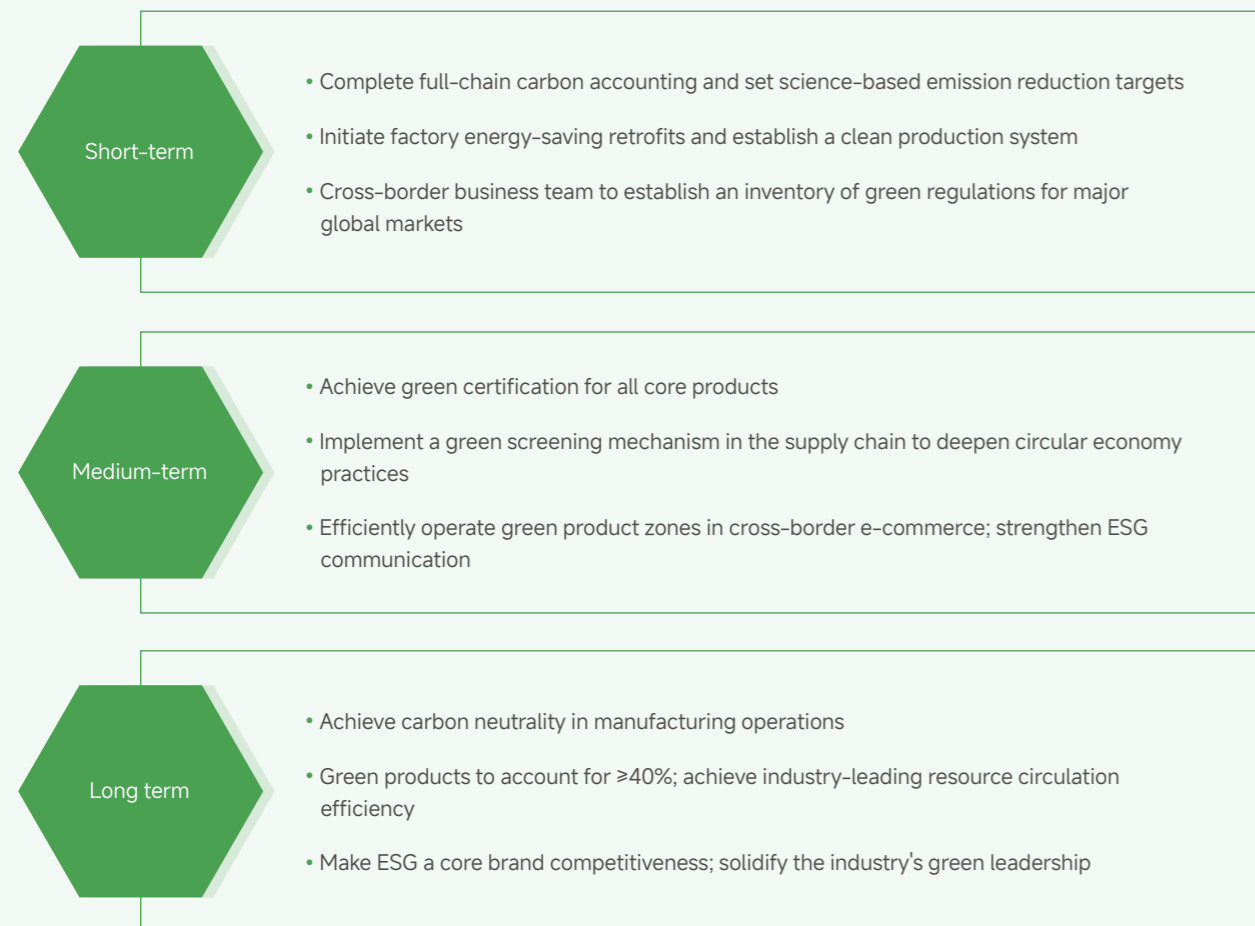 Short-term
• Complete full-chain carbon accounting and set science-based emission reduction targets
• Initiate factory energy-saving retrofits and establish a clean production system
• Cross-border business team to establish an inventory of green regulations for major
global markets
Medium-term
• Achieve green certification for all core products
• Implement a green screening mechanism in the supply chain to deepen circular economy
practices
• Efficiently operate green product zones in cross-border e-commerce; strengthen ESG
communication
Long term
• Achieve carbon neutrality in manufacturing operations
• Green products to account for ≥40%; achieve industry-leading resource circulation
efficiency
• Make ESG a core brand competitiveness; solidify the industry's green leadership